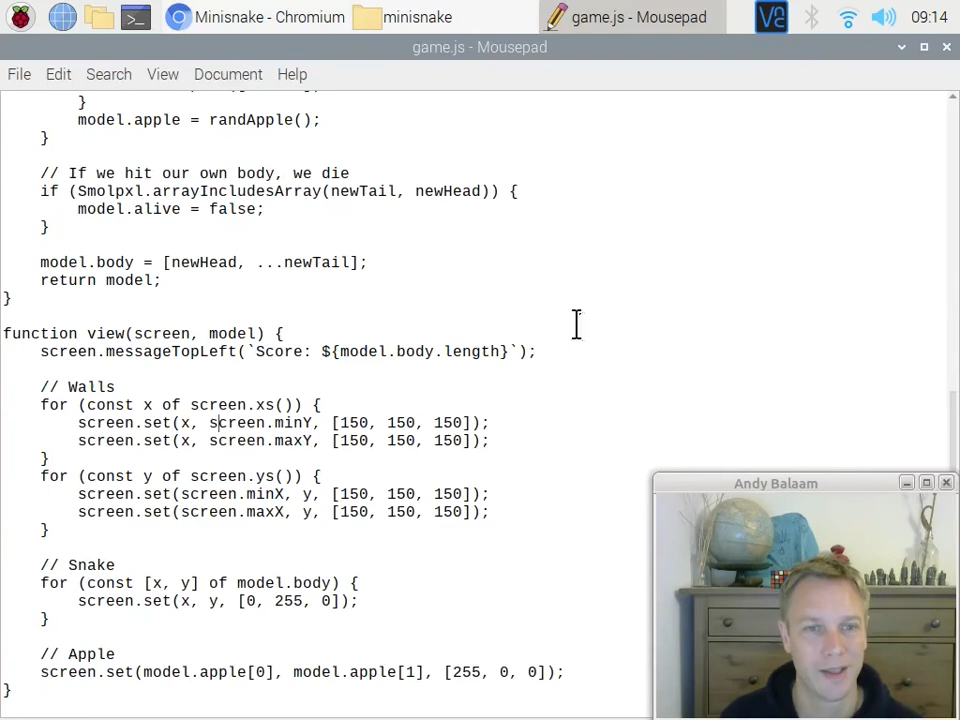 Minisnake - Chromium minisnake game.js - Mousepad VNC 09:14
game.js - Mousepad
File Edit Search View Document Help
}
model.apple = randApple();
}
// If we hit our own body, we die
if (Smolpxl.arrayIncludesArray(newTail, newHead)) {
model.alive = false;
}
model.body = [newHead, ...newTail];
return model;
}
function view(screen, model) {
screen.messageTopLeft(`Score: ${model.body.length}`);
// Walls
for (const x of screen.xs()) {
screen.set(x, screen.minY, [150, 150, 150]);
screen.set(x, screen.maxY, [150, 150, 150]);
}
for (const y of screen.ys()) {
screen.set(screen.minX, y, [150, 150, 150]);
screen.set(screen.maxX, y, [150, 150, 150]);
}
// Snake
for (const [x, y] of model.body) {
screen.set(x, y, [0, 255, 0]);
}
// Apple
screen.set(model.apple[0], model.apple[1], [255, 0, 0]);
}
Andy Balaam